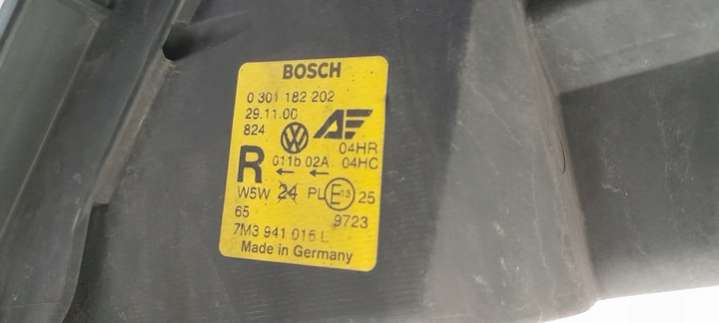 BOSCH
0 301 182 202
29.11.00
824
04HR
R 011b 02A 04HC
← ←
W5W 24 PL E13 25
65 9723
7M3 941 016 L
Made in Germany